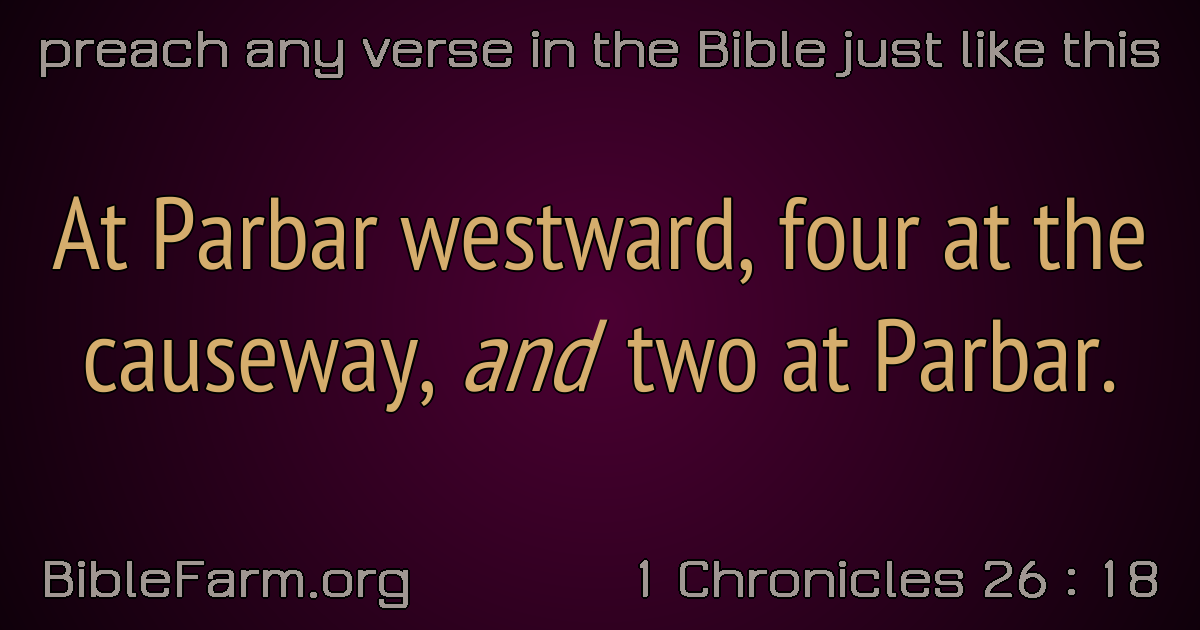 preach any verse in the Bible just like this
At Parbar westward, four at the
causeway, and two at Parbar.
BibleFarm.org
1 Chronicles 26 : 18